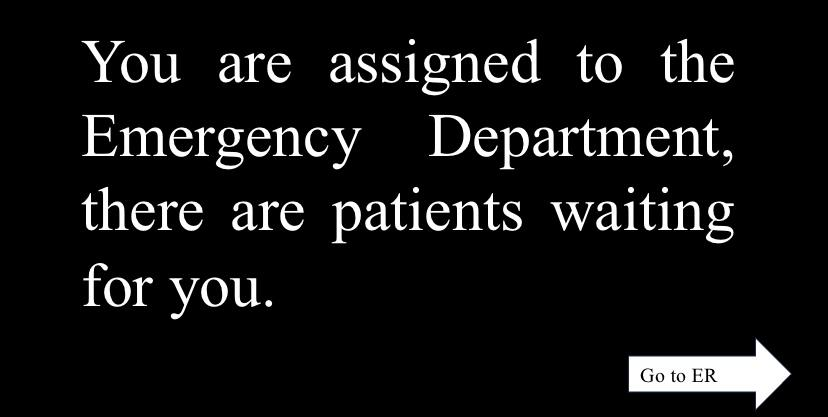 You are assigned to the
Emergency Department,
there are patients waiting
for you.
Go to ER